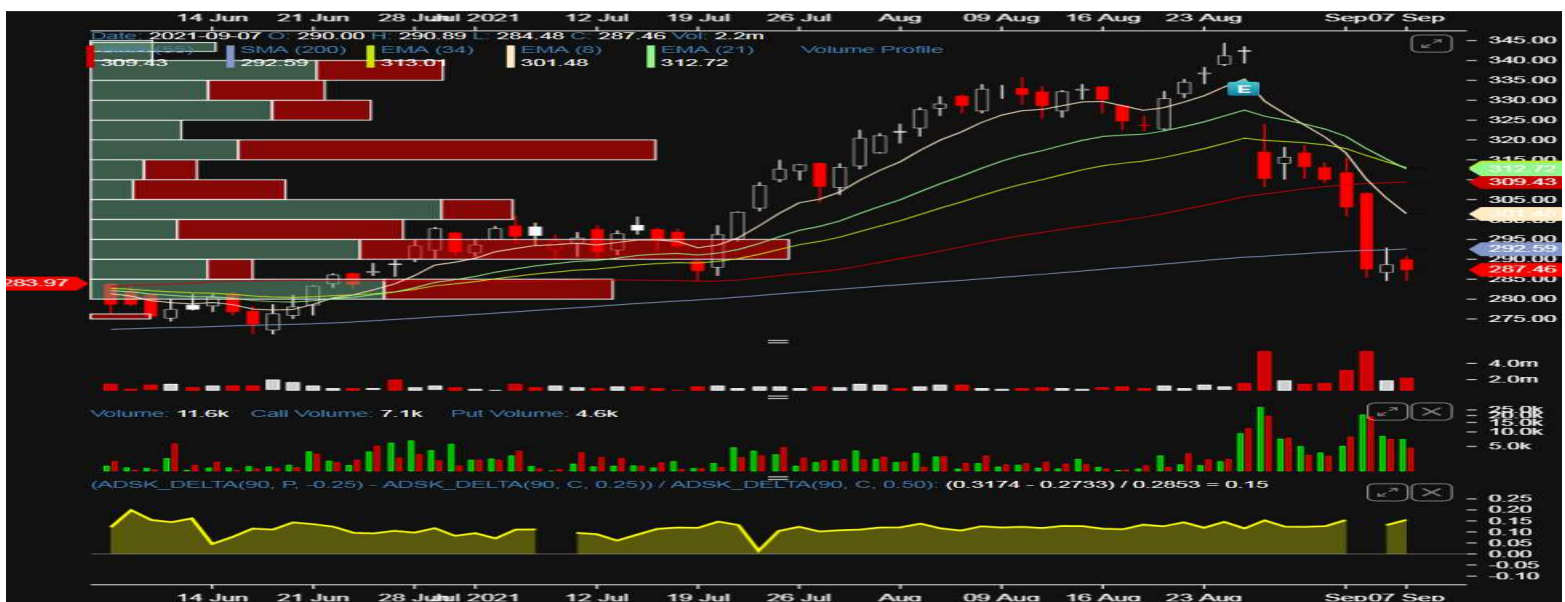 14 Jun 21 Jun 28 Jun Jul 2021 12 Jul 19 Jul 26 Jul Aug 09 Aug 16 Aug 23 Aug Sep 07 Sep
Date: 2021-09-07 O: 290.00 H: 290.89 L: 284.48 C: 287.46 Vol: 2.2m
SMA (200) EMA (34) EMA (8) EMA (21) Volume Profile
309.43 292.59 313.01 301.48 312.72
E
345.00
340.00
335.00
330.00
325.00
320.00
315.00
312.72
309.43
305.00
301.48
295.00
292.59
290.00
287.46
285.00
283.97
280.00
275.00
4.0m
2.0m
Volume: 11.6k Call Volume: 7.1k Put Volume: 4.6k
25.0k
20.0k
15.0k
10.0k
5.0k
(ADSK_DELTA(90, P, -0.25) - ADSK_DELTA(90, C, 0.25)) / ADSK_DELTA(90, C, 0.50): (0.3174 - 0.2733) / 0.2853 = 0.15
0.25
0.20
0.15
0.10
0.05
0.00
-0.05
-0.10
14 Jun 21 Jun 28 Jun Jul 2021 12 Jul 19 Jul 26 Jul Aug 09 Aug 16 Aug 23 Aug Sep 07 Sep